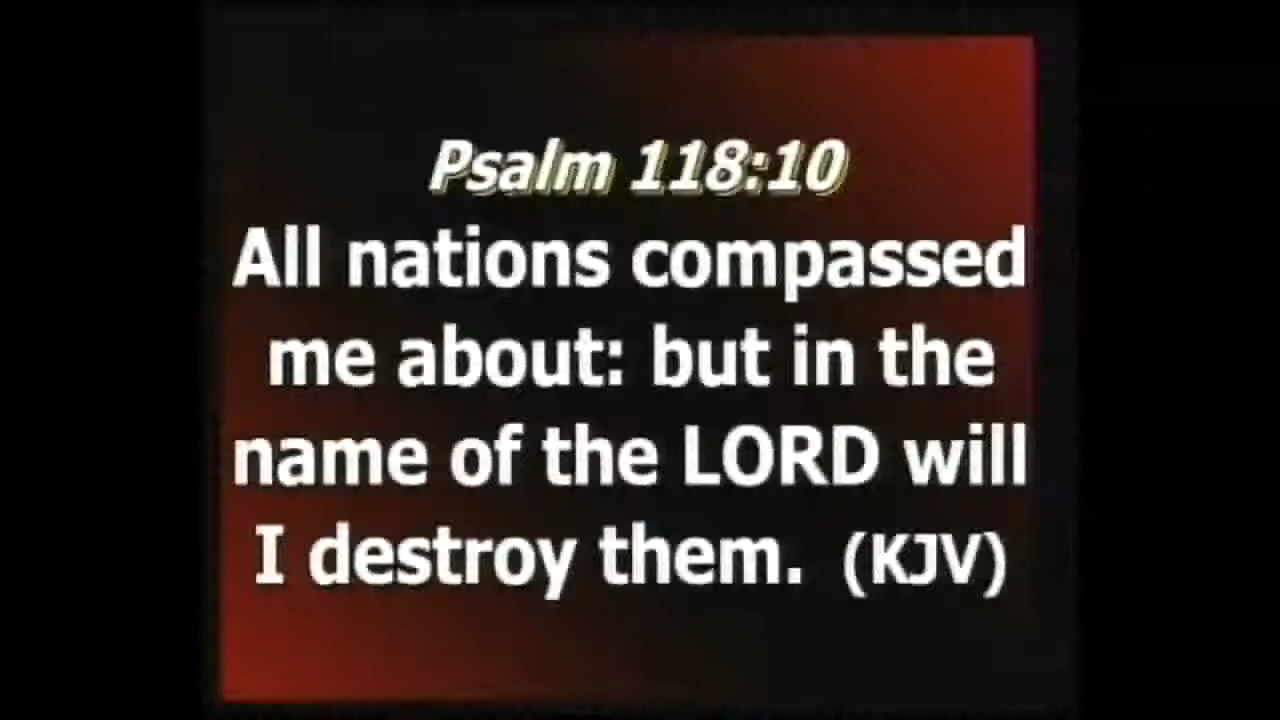 Psalm 118:10
All nations compassed
me about: but in the
name of the LORD will
I destroy them. (KJV)